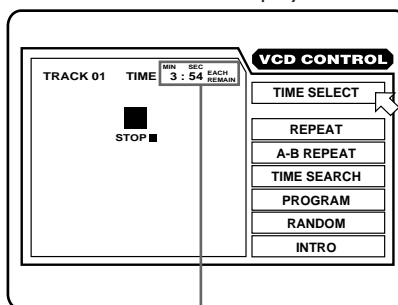 VCD CONTROL
TRACK 01 TIME MIN SEC 3 : 54 EACH REMAIN
STOP
TIME SELECT
REPEAT
A-B REPEAT
TIME SEARCH
PROGRAM
RANDOM
INTRO